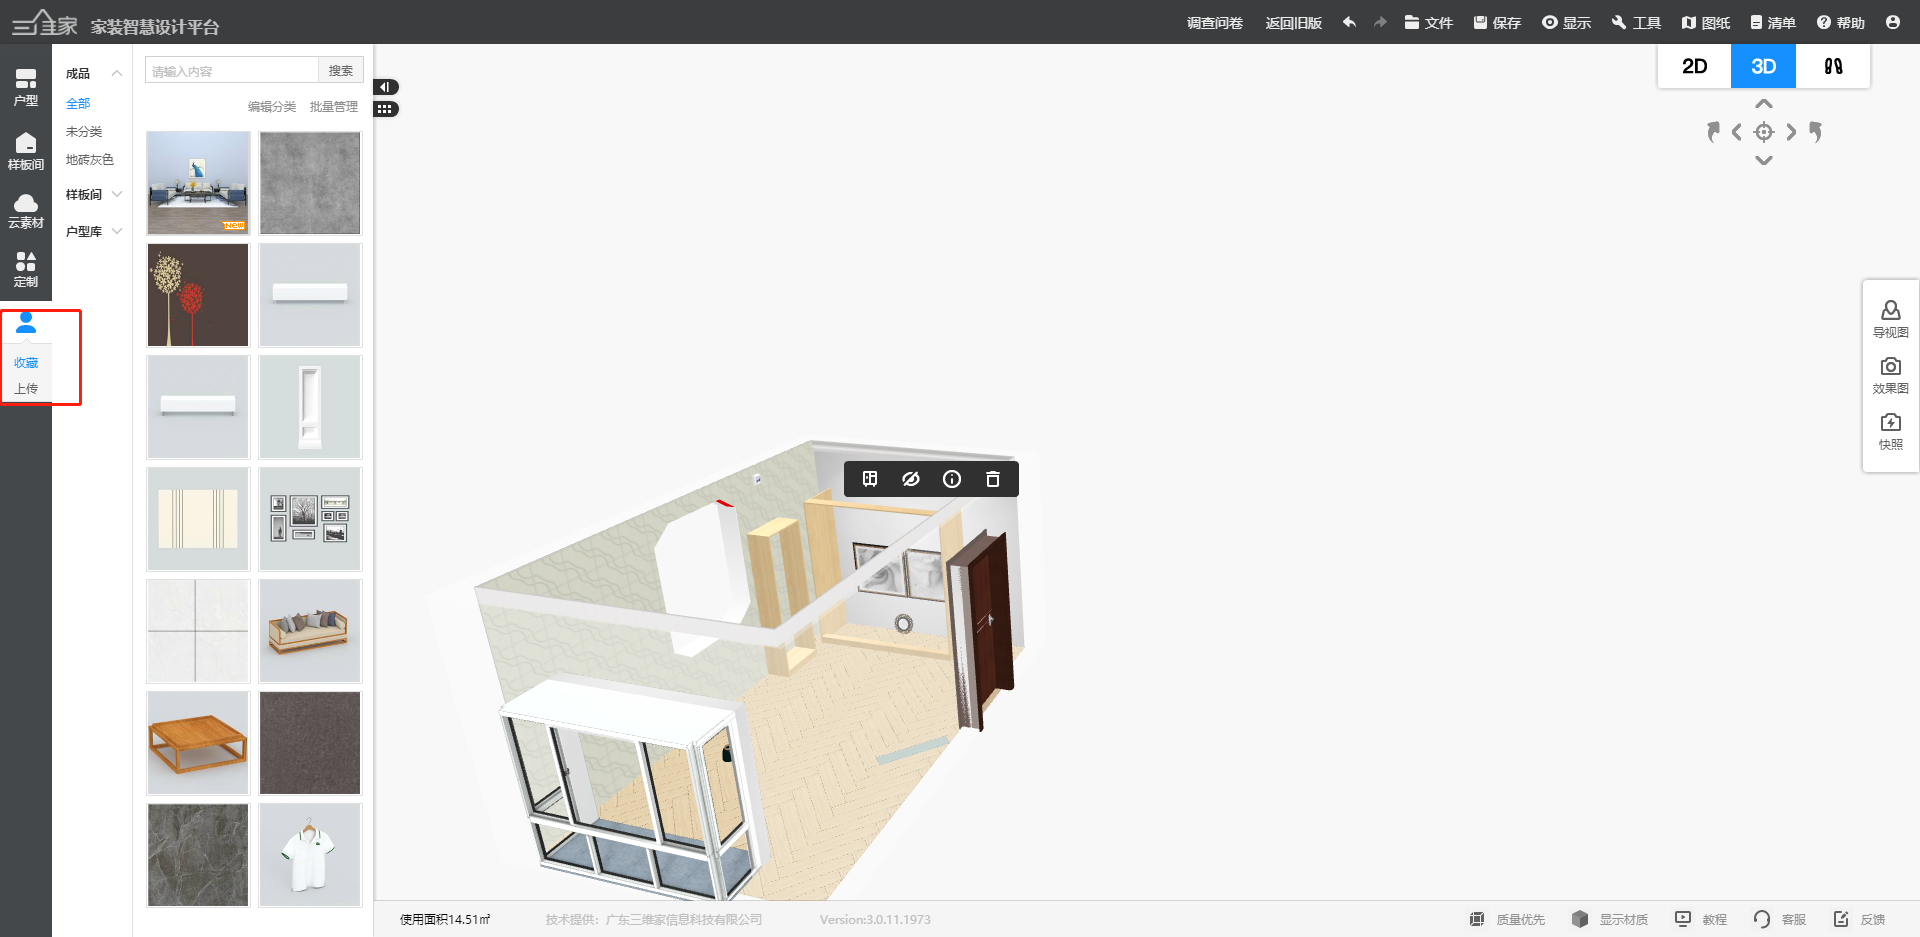 三维家 家装智慧设计平台
调查问卷 返回旧版 文件 保存 显示 工具 图纸 清单 帮助
2D 3D
户型
样板间
云素材
定制
收藏
上传
成品
全部
未分类
地砖灰色
样板间
户型库
请输入内容 搜索
编辑分类 批量管理
NEW
导视图
效果图
快照
使用面积14.51㎡ 技术提供：广东三维家信息科技有限公司 Version:3.0.11.1973
质量优先 显示材质 教程 客服 反馈